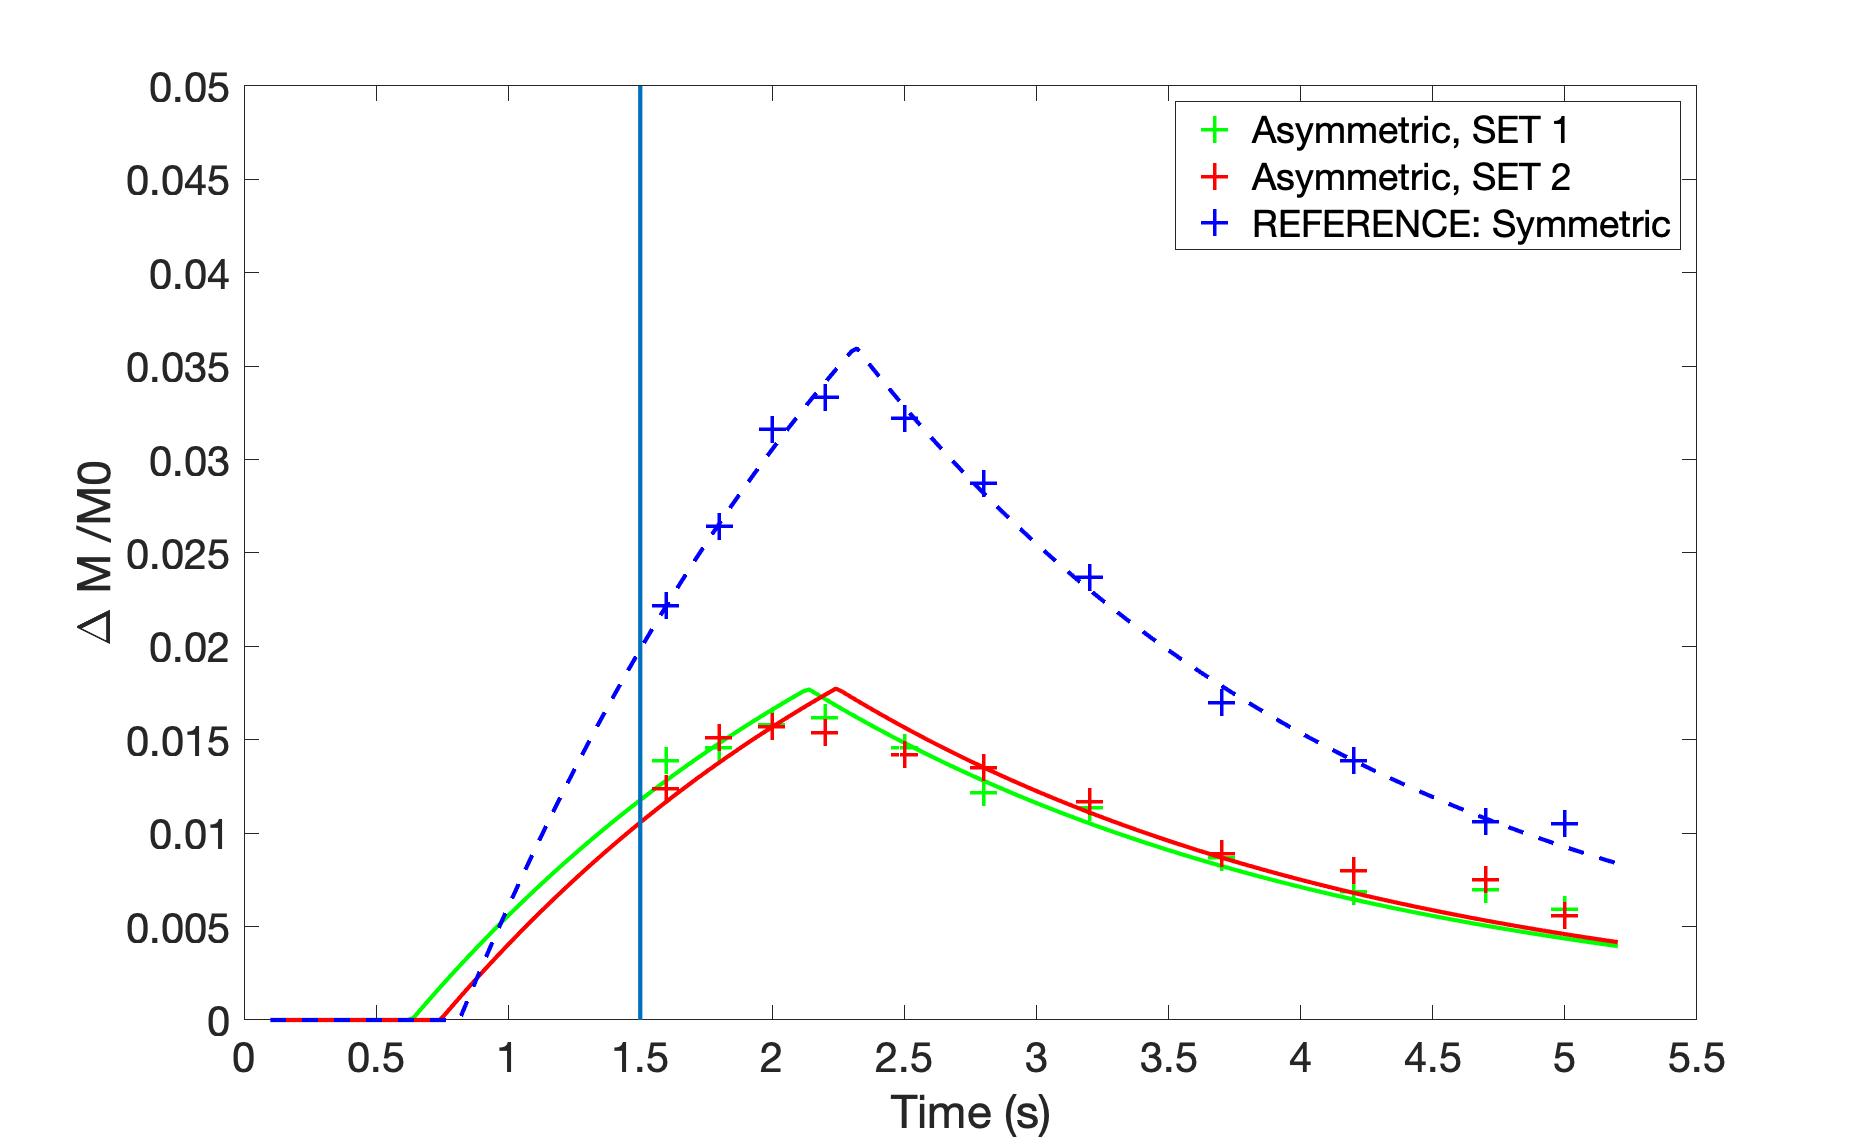 0.05
0.045
0.04
0.035
0.03
0.025
0.02
0.015
0.01
0.005
0
Δ M /M0
0 0.5 1 1.5 2 2.5 3 3.5 4 4.5 5 5.5
Time (s)
Asymmetric, SET 1
Asymmetric, SET 2
REFERENCE: Symmetric